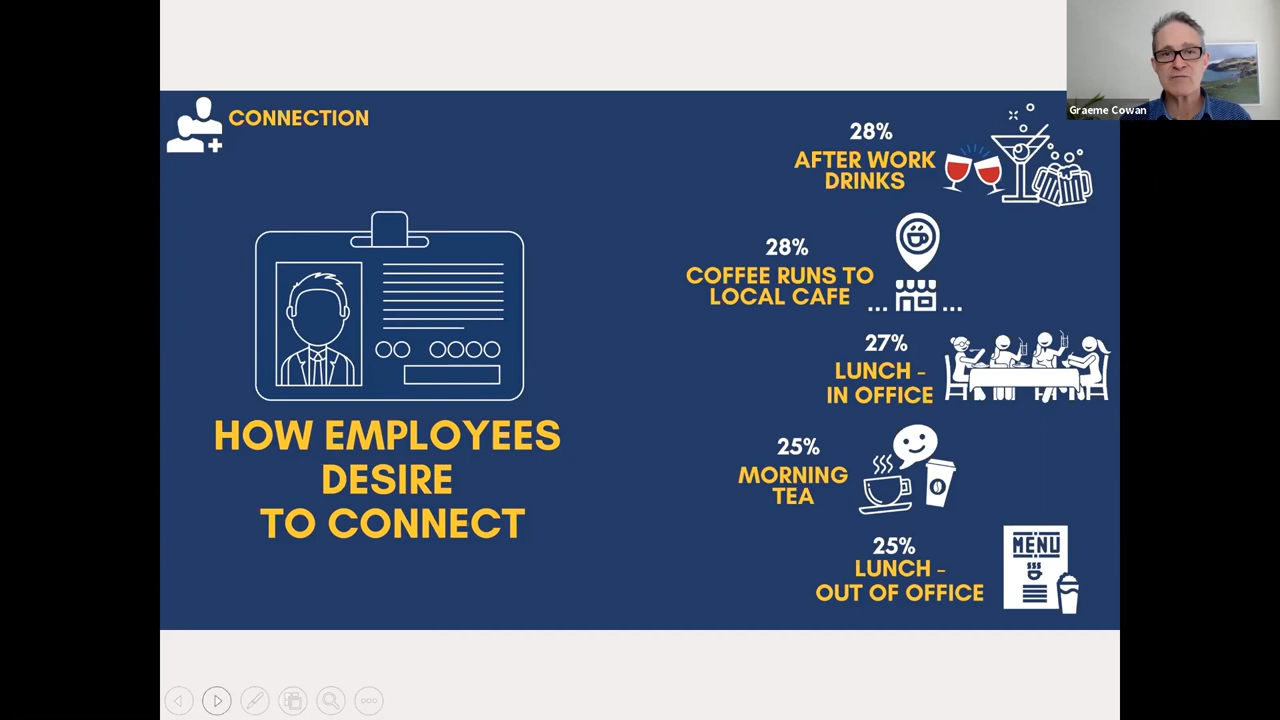 CONNECTION
HOW EMPLOYEES
DESIRE
TO CONNECT
28%
AFTER WORK
DRINKS
28%
COFFEE RUNS TO
LOCAL CAFE
27%
LUNCH -
IN OFFICE
25%
MORNING
TEA
25%
LUNCH -
OUT OF OFFICE
MENU
Graeme Cowan